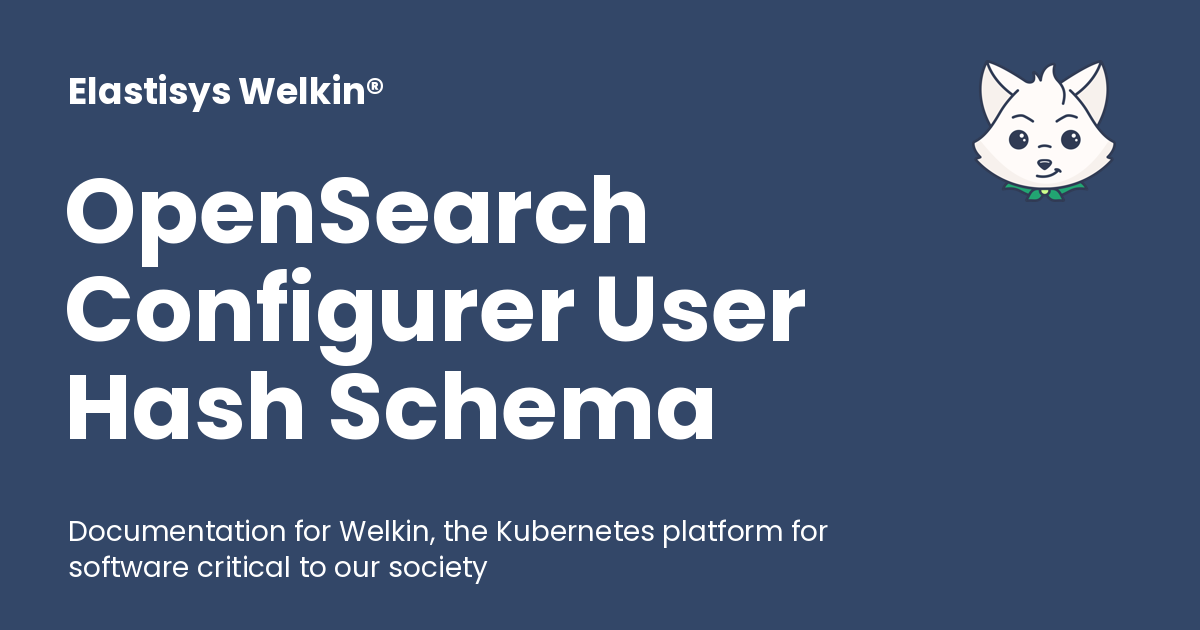 Elastisys Welkin®
OpenSearch
Configurer User
Hash Schema
Documentation for Welkin, the Kubernetes platform for
software critical to our society